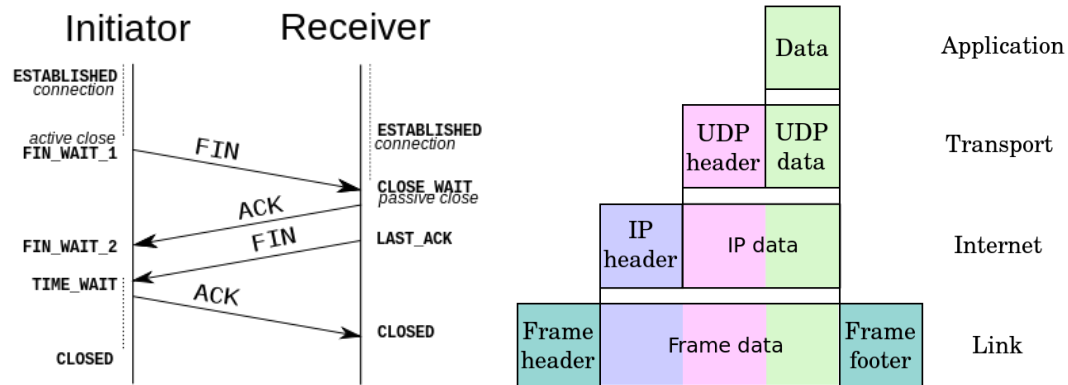 Initiator
Receiver
ESTABLISHED
connection
active close
FIN_WAIT_1
FIN
ESTABLISHED
connection
CLOSE_WAIT
passive close
ACK
FIN_WAIT_2
FIN
LAST_ACK
TIME_WAIT
ACK
CLOSED
CLOSED
Data
Application
UDP
header
UDP
data
Transport
IP
header
IP data
Internet
Frame
header
Frame data
Frame
footer
Link